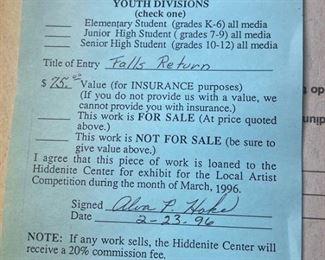 YOUTH DIVISIONS
(check one)
Elementary Student (grades K-6) all media
Junior High Student ( grades 7-9) all media
Senior High Student (grades 10-12) all media
Title of Entry Falls Return
$ 75.00 Value (for INSURANCE purposes)
(If you do not provide us with a value, we
cannot provide you with insurance.)
This work is FOR SALE (At price quoted
above.)
This work is NOT FOR SALE (be sure to
give value above.)
I agree that this piece of work is loaned to the
Hiddenite Center for exhibit for the Local Artist
Competition during the month of March, 1996.
Signed Alva P. Hoke
Date 2-23-96
NOTE: If any work sells, the Hiddenite Center will
receive a 20% commission fee.